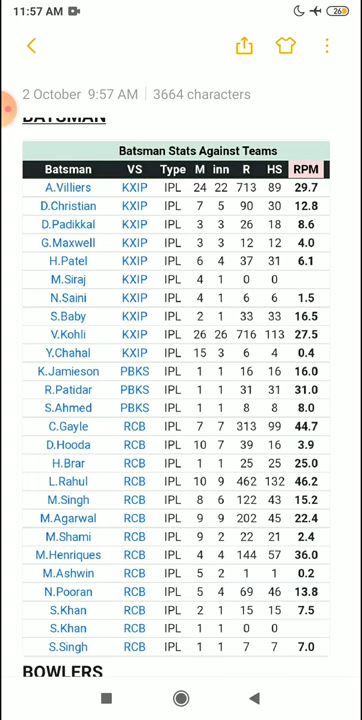 11:57 AM
26
2 October 9:57 AM | 3664 characters
BATSMAN
Batsman Stats Against Teams
Batsman VS Type M inn R HS RPM
A.Villiers KXIP IPL 24 22 713 89 29.7
D.Christian KXIP IPL 7 5 90 30 12.8
D.Padikkal KXIP IPL 3 3 26 18 8.6
G.Maxwell KXIP IPL 3 3 12 12 4.0
H.Patel KXIP IPL 6 4 37 31 6.1
M.Siraj KXIP IPL 4 1 0 0
N.Saini KXIP IPL 4 1 6 6 1.5
S.Baby KXIP IPL 2 1 33 33 16.5
V.Kohli KXIP IPL 26 26 716 113 27.5
Y.Chahal KXIP IPL 15 3 6 4 0.4
K.Jamieson PBKS IPL 1 1 16 16 16.0
R.Patidar PBKS IPL 1 1 31 31 31.0
S.Ahmed PBKS IPL 1 1 8 8 8.0
C.Gayle RCB IPL 7 7 313 99 44.7
D.Hooda RCB IPL 10 7 39 16 3.9
H.Brar RCB IPL 1 1 25 25 25.0
L.Rahul RCB IPL 10 9 462 132 46.2
M.Singh RCB IPL 8 6 122 43 15.2
M.Agarwal RCB IPL 9 9 202 45 22.4
M.Shami RCB IPL 9 2 22 21 2.4
M.Henriques RCB IPL 4 4 144 57 36.0
M.Ashwin RCB IPL 5 2 1 1 0.2
N.Pooran RCB IPL 5 4 69 46 13.8
S.Khan RCB IPL 2 1 15 15 7.5
S.Khan RCB IPL 1 1 0 0
S.Singh RCB IPL 1 1 7 7 7.0
BOWLERS